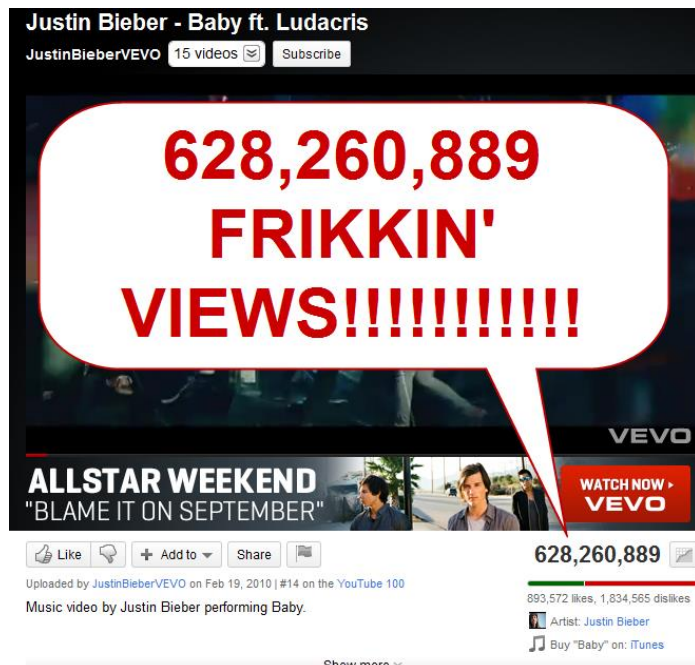 Justin Bieber - Baby ft. Ludacris
JustinBieberVEVO 15 videos Subscribe
628,260,889
FRIKKIN'
VIEWS!!!!!!!!!!!
VEVO
ALLSTAR WEEKEND
"BLAME IT ON SEPTEMBER"
WATCH NOW
VEVO
Like + Add to Share
628,260,889
Uploaded by JustinBieberVEVO on Feb 19, 2010 | #14 on the YouTube 100
Music video by Justin Bieber performing Baby.
893,572 likes, 1,834,565 dislikes
Artist: Justin Bieber
Buy "Baby" on: iTunes
Show more